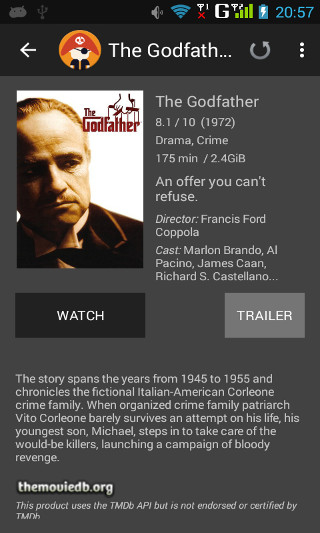 G 20:57
The Godfath...
The Godfather
The Godfather
8.1 / 10 (1972)
Drama, Crime
175 min / 2.4GiB
An offer you can't
refuse.
Director: Francis Ford
Coppola
Cast: Marlon Brando, Al
Pacino, James Caan,
Richard S. Castellano...
WATCH
TRAILER
The story spans the years from 1945 to 1955 and
chronicles the fictional Italian-American Corleone
crime family. When organized crime family patriarch
Vito Corleone barely survives an attempt on his life, his
youngest son, Michael, steps in to take care of the
would-be killers, launching a campaign of bloody
revenge.
themoviedb.org
This product uses the TMDb API but is not endorsed or certified by
TMDb